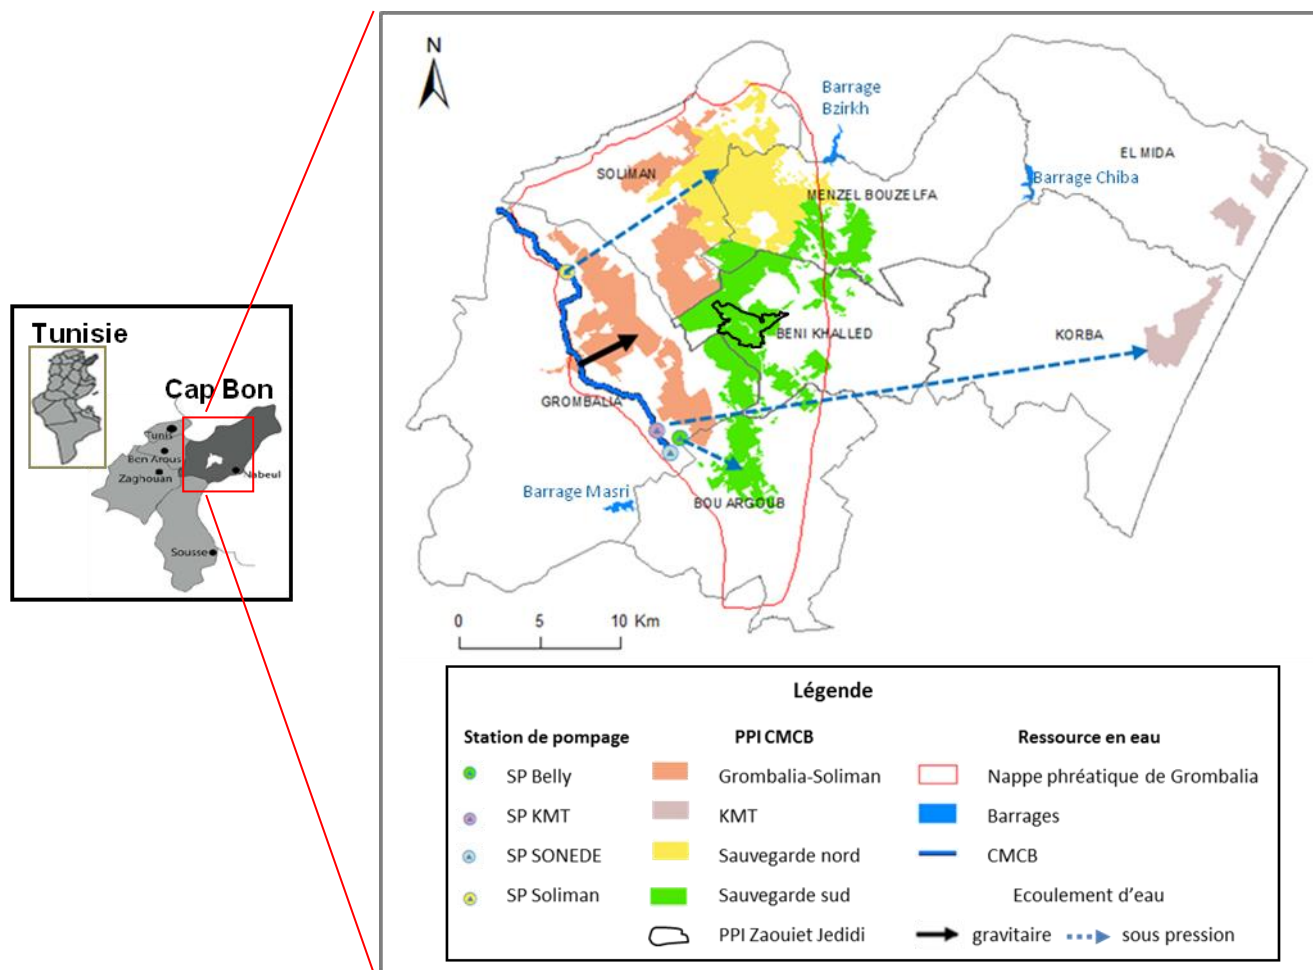 Tunisie
Cap Bon
Tunis
Ben Arous
Zaghouan
Nabeul
Sousse
N
Barrage
Bzirkh
EL MIDA
SOLIMAN
Barrage Chiba
MENZEL BOUZELFA
BENI KHALLED
KORBA
GROMBALIA
Barrage Masri
BOU ARGOUB
0 5 10 Km
Légende
Station de pompage PPI CMCB Ressource en eau
SP Belly Grombalia-Soliman Nappe phréatique de Grombalia
SP KMT KMT Barrages
SP SONEDE Sauvegarde nord CMCB
SP Soliman Sauvegarde sud Ecoulement d’eau
PPI Zaouiet Jedidi gravitaire sous pression